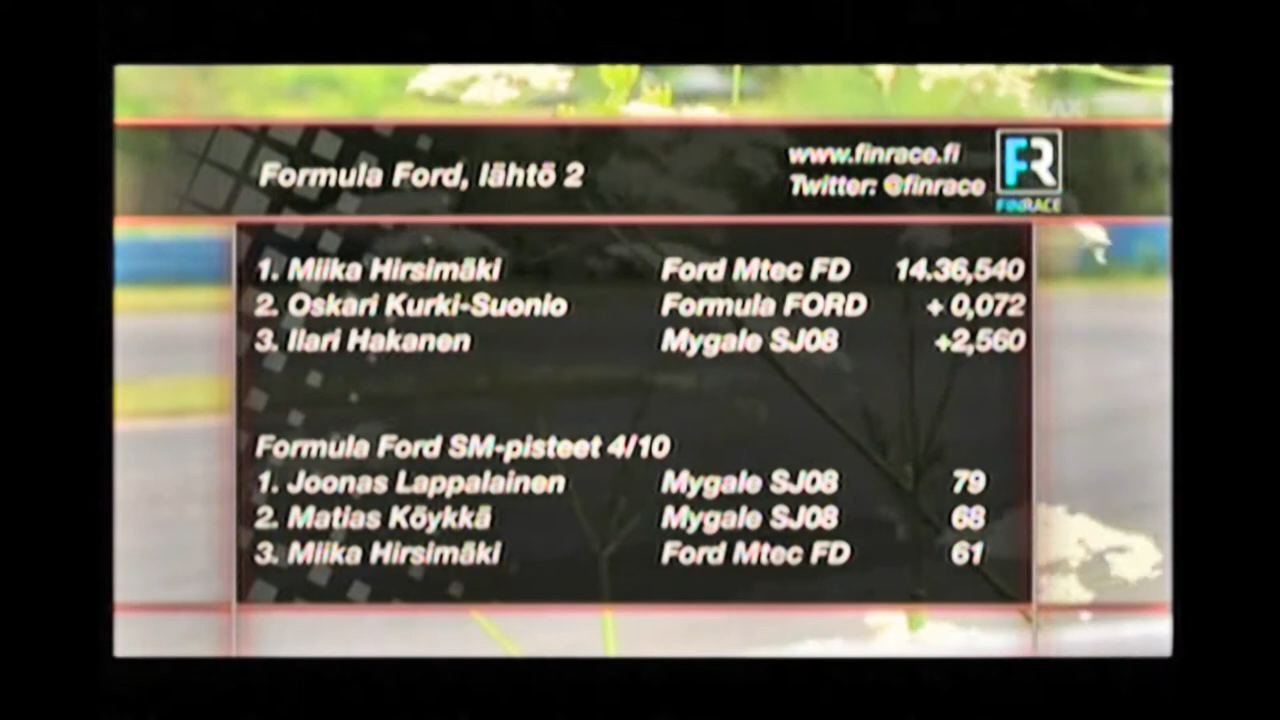 MAX
Formula Ford, lähtö 2
www.finrace.fi
Twitter: @finrace
FR
FINRACE
1. Miika Hirsimäki Ford Mtec FD 14.36,540
2. Oskari Kurki-Suonio Formula FORD + 0,072
3. Ilari Hakanen Mygale SJ08 +2,560
Formula Ford SM-pisteet 4/10
1. Joonas Lappalainen Mygale SJ08 79
2. Matias Köykkä Mygale SJ08 68
3. Miika Hirsimäki Ford Mtec FD 61